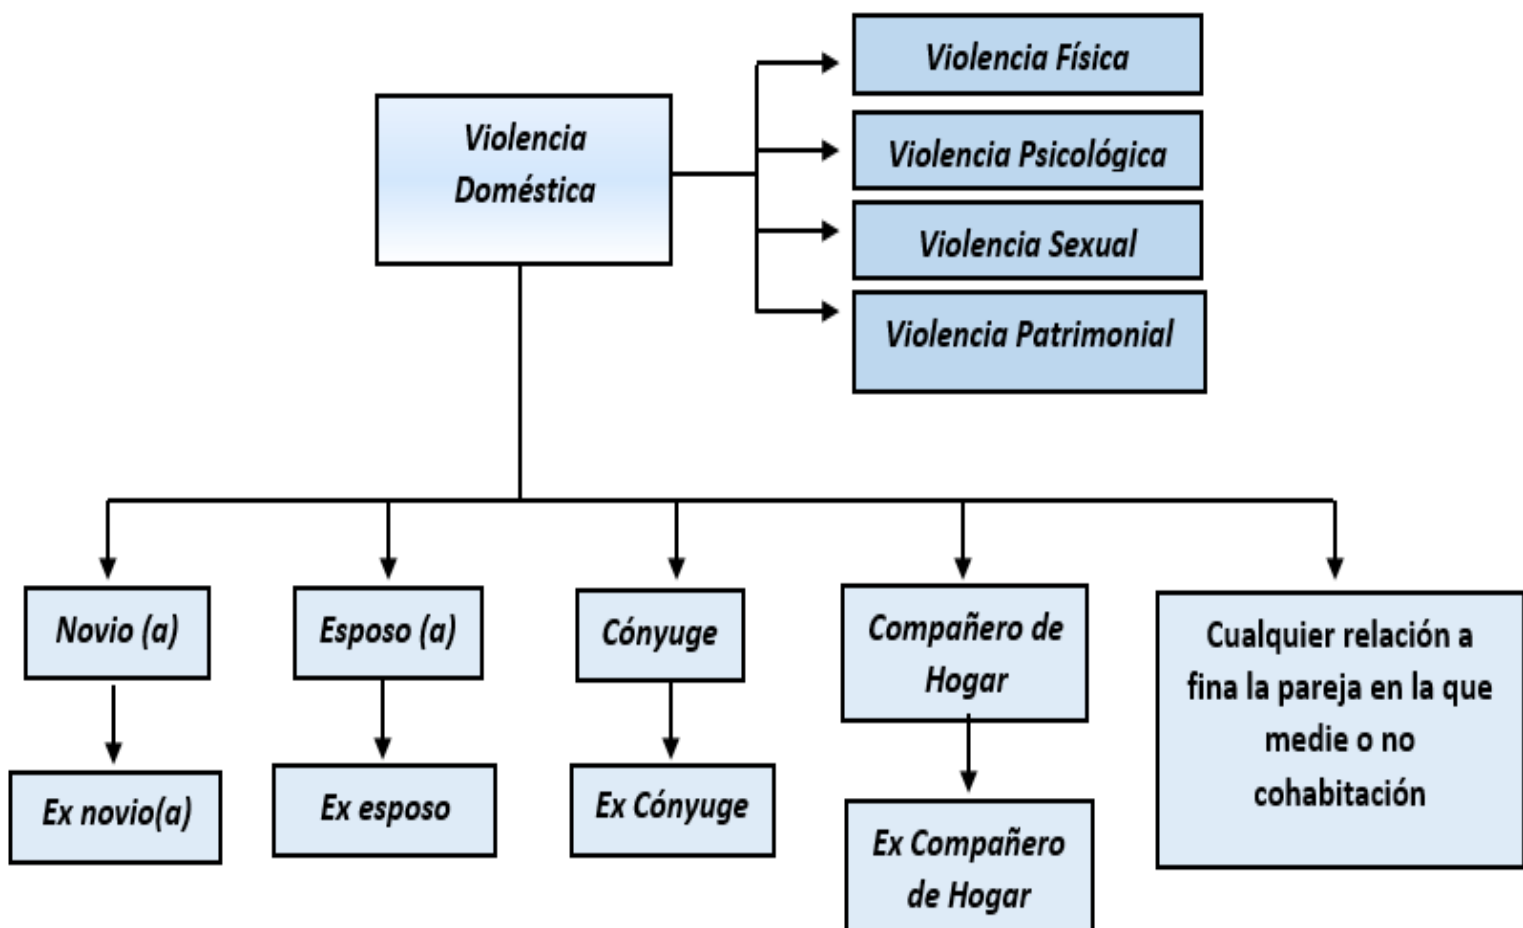 Violencia Física
Violencia
Doméstica
Violencia Psicológica
Violencia Sexual
Violencia Patrimonial
Novio (a)
Esposo (a)
Cónyuge
Compañero de
Hogar
Cualquier relación a
fina la pareja en la que
medie o no
cohabitación
Ex novio(a)
Ex esposo
Ex Cónyuge
Ex Compañero
de Hogar